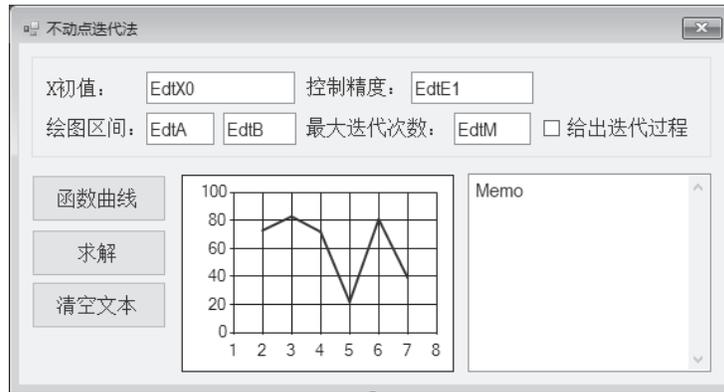 不动点迭代法
X初值： EdtX0 控制精度： EdtE1
绘图区间： EdtA EdtB 最大迭代次数： EdtM 给出迭代过程
函数曲线
求解
清空文本
100
80
60
40
20
0
1 2 3 4 5 6 7 8
Memo